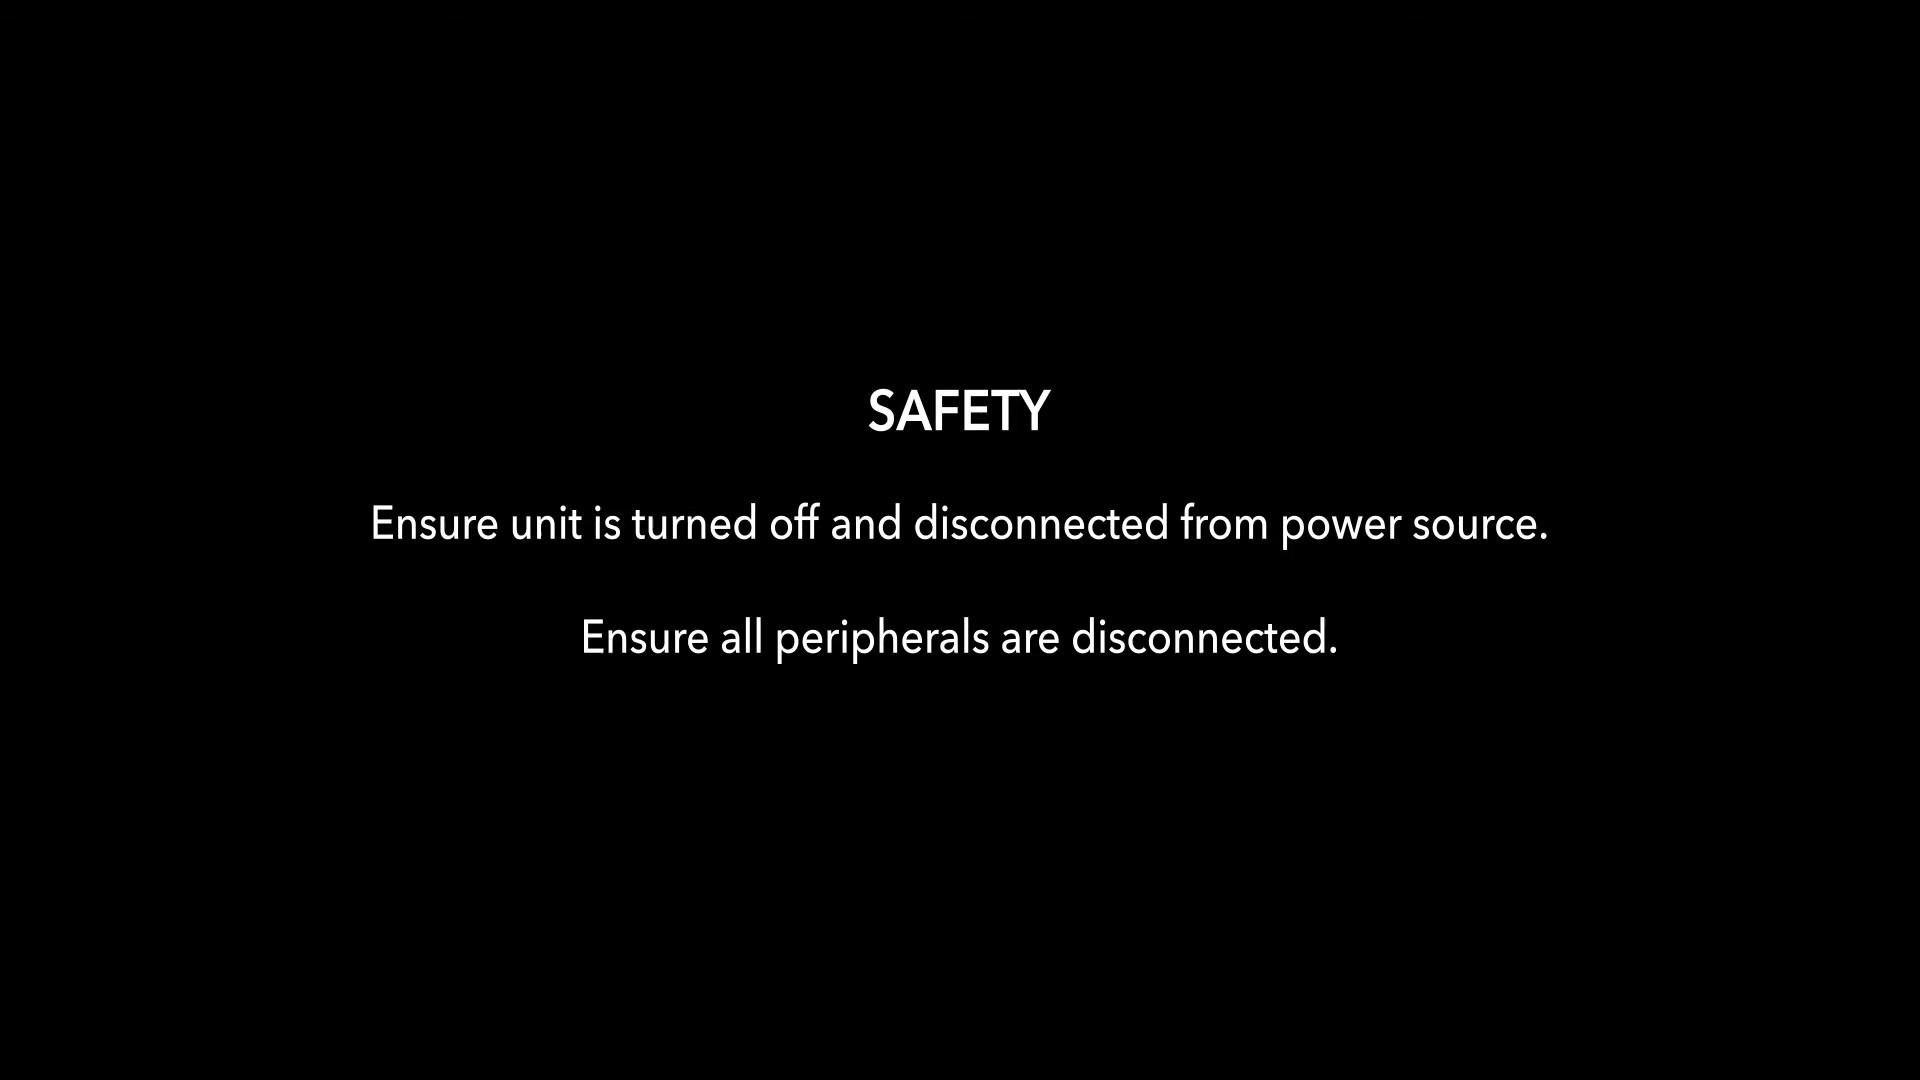 SAFETY
Ensure unit is turned off and disconnected from power source.
Ensure all peripherals are disconnected.